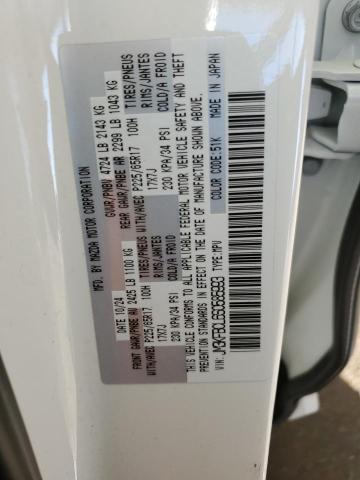 MFD. BY MAZDA MOTOR CORPORATION
DATE: 10/24 GVWR/PNBV 4724 LB 2143 KG
FRONT GAWR/PNBE AU 2425 LB 1100 KG REAR GAWR/PNBE AR 2299 LB 1043 KG
TIRES/PNEUS TIRES/PNEUS
WITH/AVEC P225/65R17 100H WITH/AVEC P225/65R17 100H
RIMS/JANTES RIMS/JANTES
17X7J 17X7J
COLD/A FROID COLD/A FROID
230 KPA/34 PSI 230 KPA/34 PSI
THIS VEHICLE CONFORMS TO ALL APPLICABLE FEDERAL MOTOR VEHICLE SAFETY AND THEFT
PREVENTION STANDARDS IN EFFECT ON THE DATE OF MANUFACTURE SHOWN ABOVE.
COLOR CODE:51K MADE IN JAPAN
VIN: TYPE:MPV